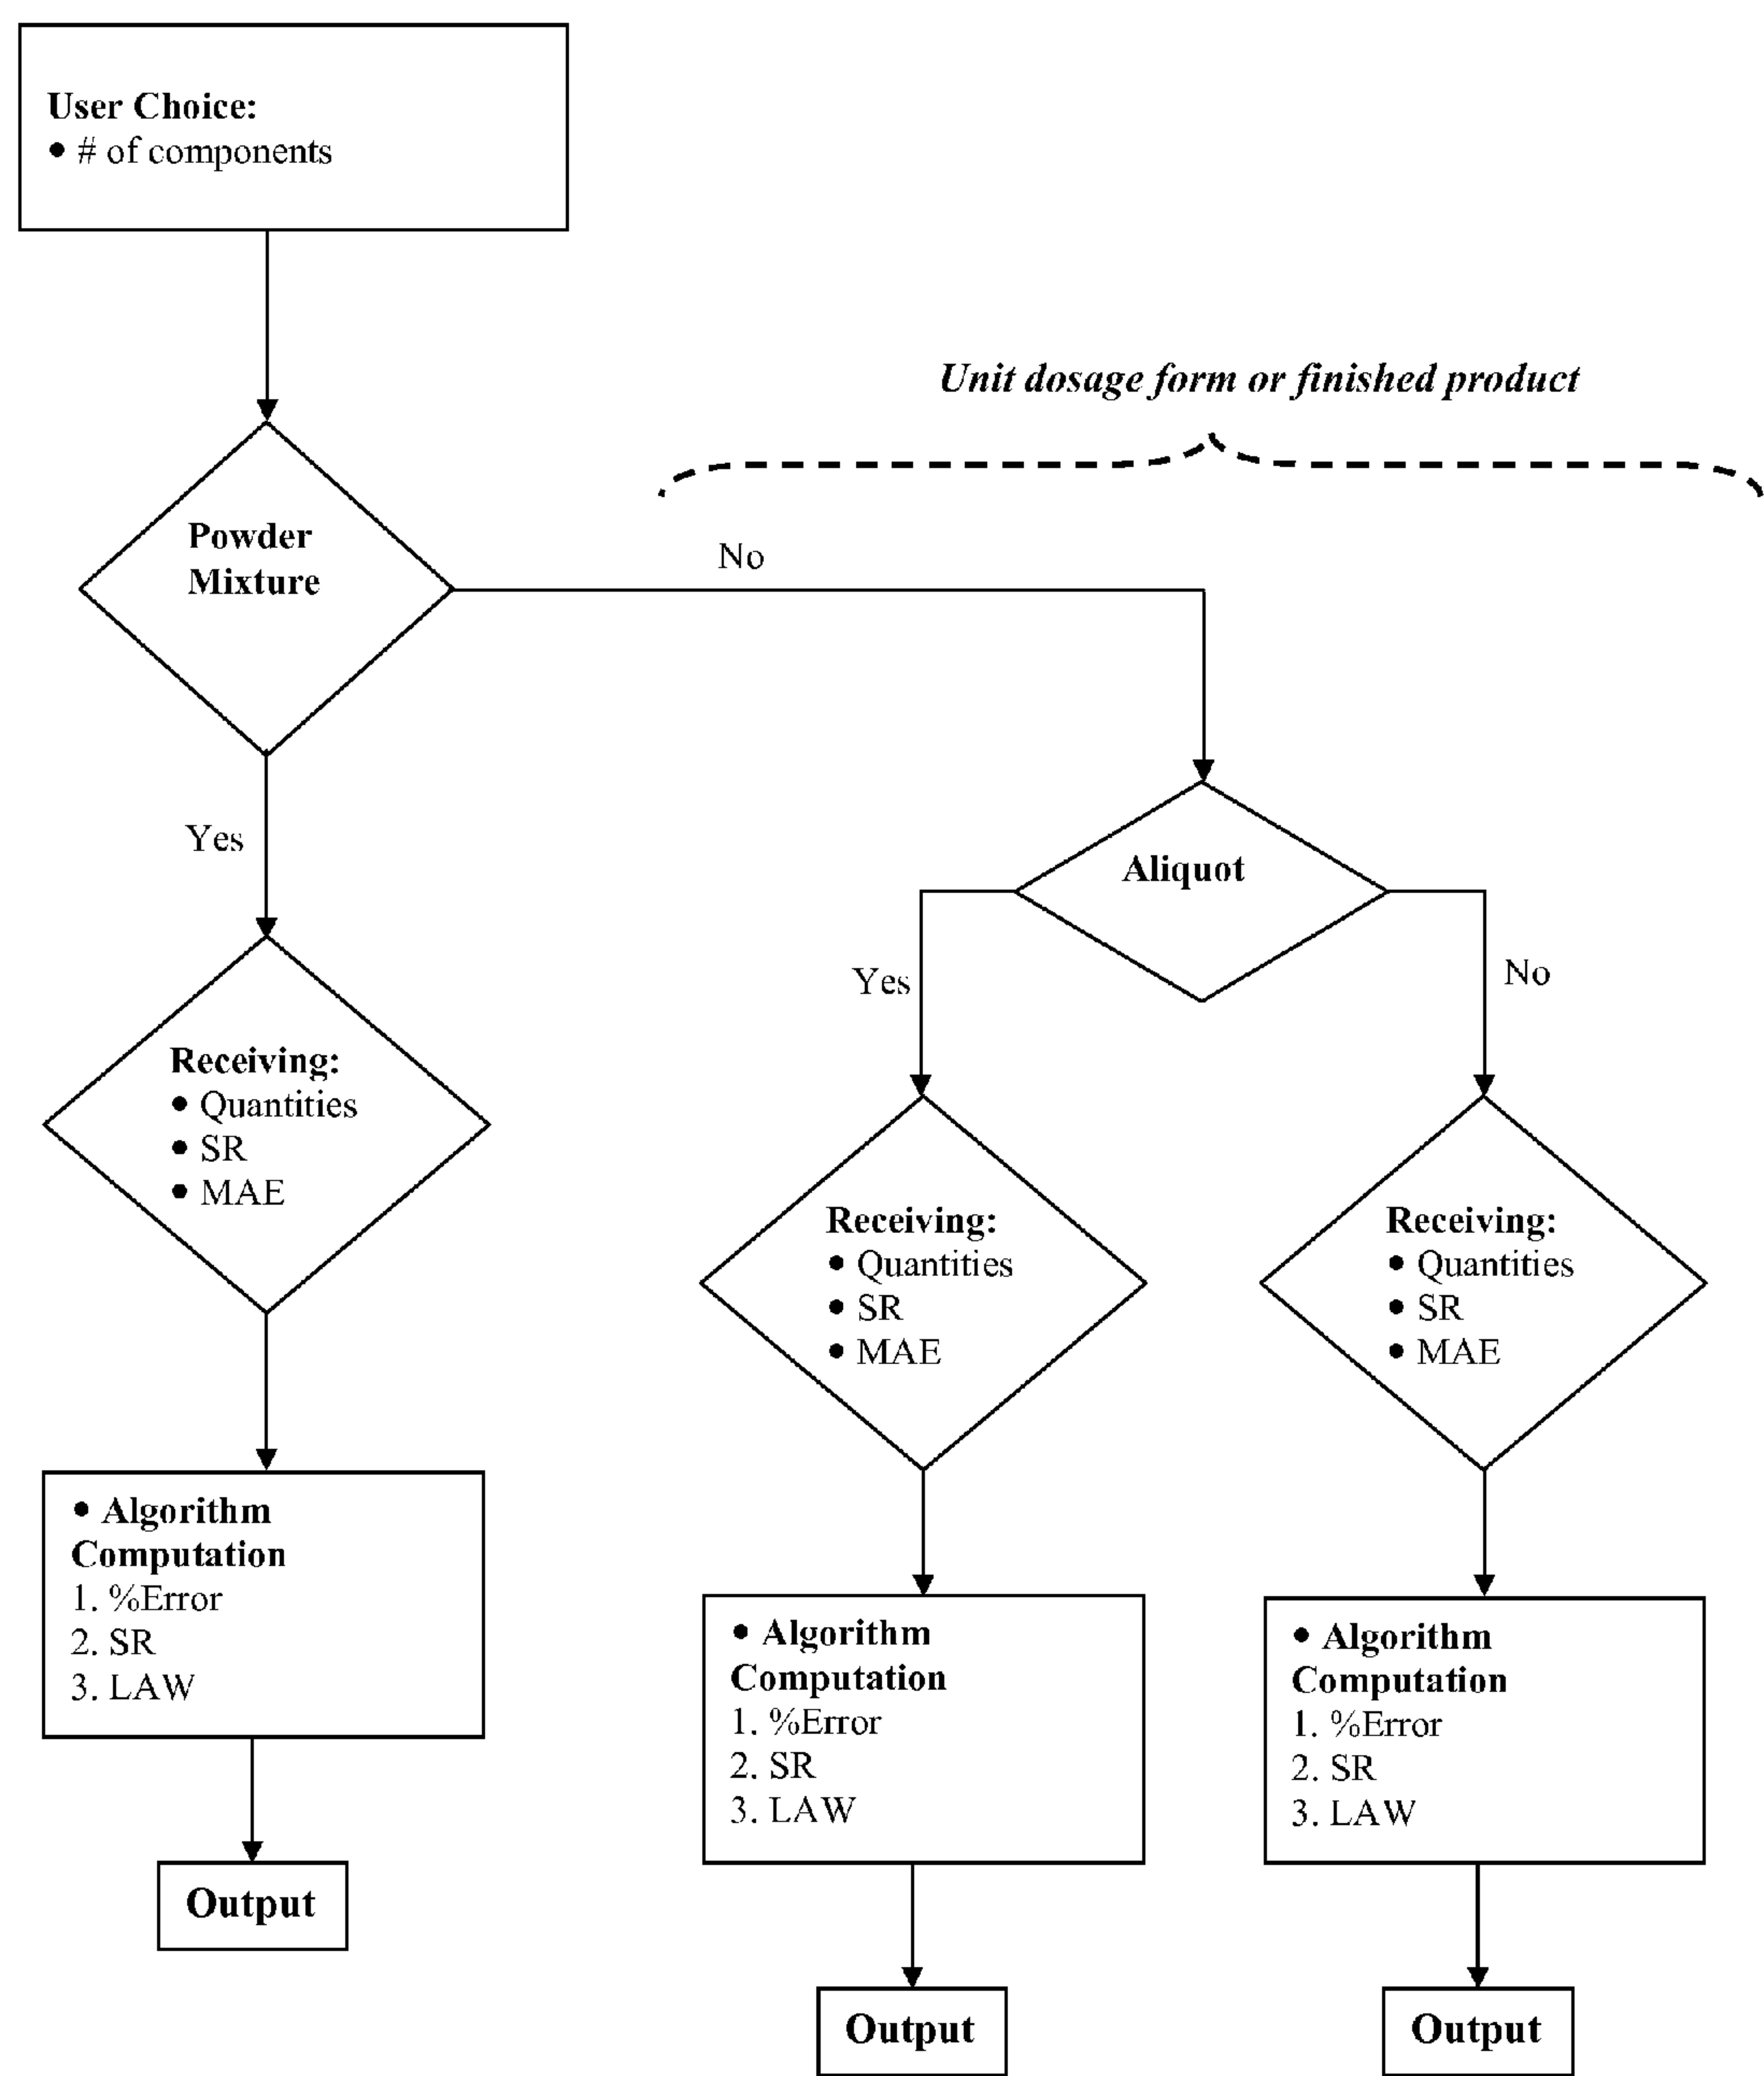 User Choice:
• # of components
Unit dosage form or finished product
Powder
Mixture
No
Yes
Aliquot
Yes
No
Receiving:
• Quantities
• SR
• MAE
Receiving:
• Quantities
• SR
• MAE
Receiving:
• Quantities
• SR
• MAE
• Algorithm
Computation
1. %Error
2. SR
3. LAW
• Algorithm
Computation
1. %Error
2. SR
3. LAW
• Algorithm
Computation
1. %Error
2. SR
3. LAW
Output
Output
Output